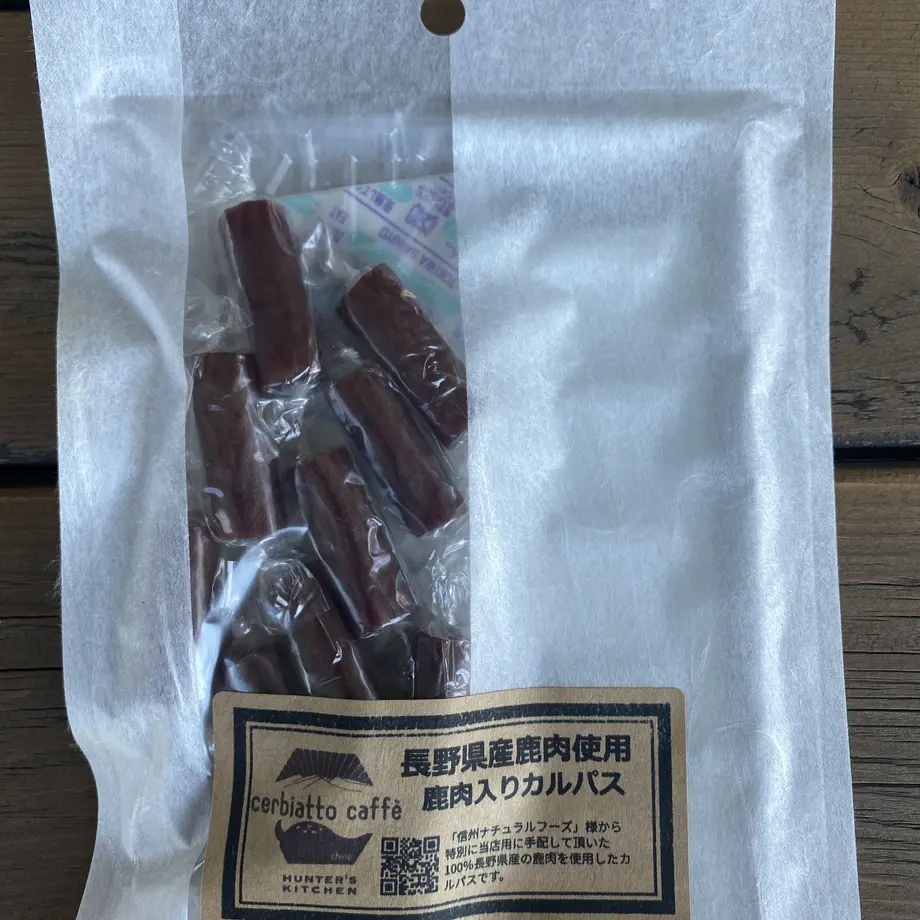 長野県産鹿肉使用
鹿肉入りカルパス
cerbiatto caffè
chino
HUNTER'S
KITCHEN
「信州ナチュラルフーズ」様から
特別に当店用に手配して頂いた
100%長野県産の鹿肉を使用したカ
ルパスです。